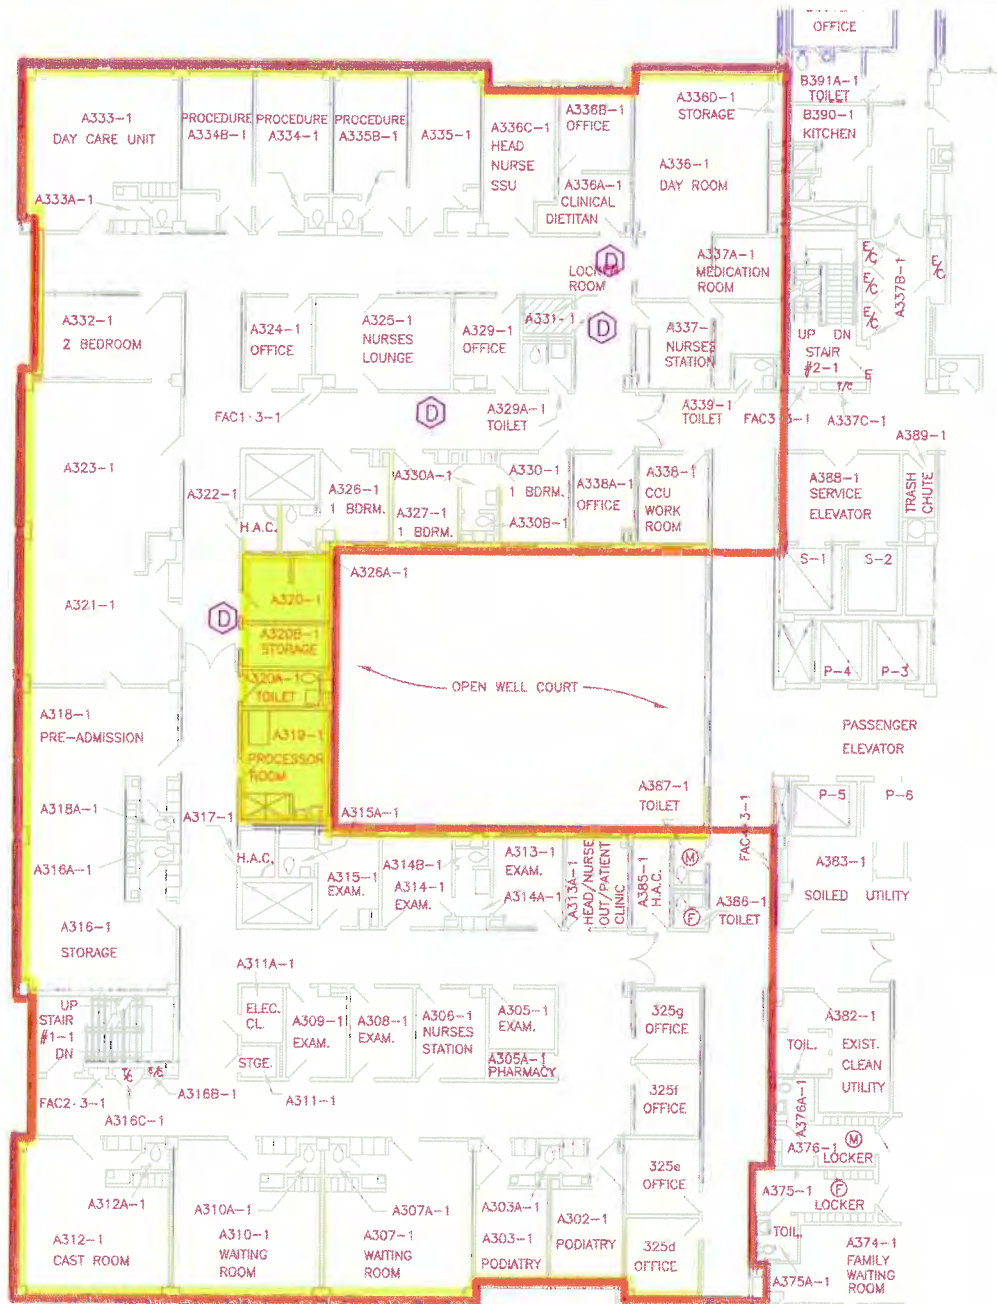 OFFICE
B391A-1
TOILET
B390-1
KITCHEN
A333-1
DAY CARE UNIT
A333A-1
PROCEDURE
A334B-1
PROCEDURE
A334-1
PROCEDURE
A335B-1
A335-1
A336C-1
HEAD
NURSE
SSU
A336B-1
OFFICE
A336A-1
CLINICAL
DIETITAN
A336D-1
STORAGE
A336-1
DAY ROOM
D
LOCKER
ROOM
A337A-1
MEDICATION
ROOM
E/C
E/C
E/C
E/C
A337B-1
A332-1
2 BEDROOM
A324-1
OFFICE
A325-1
NURSES
LOUNGE
A329-1
OFFICE
A331-1
D
A337-
NURSES
STATION
UP DN
STAIR
#2-1
E
T/C
FAC1-3-1
D
A329A-1
TOILET
A339-1
TOILET
FAC3-3-1
A337C-1
A389-1
A323-1
A322-1
H.A.C.
A326-1
1 BDRM.
A330A-1
A327-1
1 BDRM.
A330-1
1 BDRM.
A330B-1
A338A-1
OFFICE
A338-1
CCU
WORK
ROOM
A388-1
SERVICE
ELEVATOR
TRASH
CHUTE
A326A-1
S-1
S-2
A321-1
D
A320-1
A320B-1
STORAGE
A320A-1
TOILET
A319-1
PROCESSOR
ROOM
OPEN WELL COURT
P-4
P-3
A318-1
PRE-ADMISSION
PASSENGER
ELEVATOR
A318A-1
A317-1
A315A-1
A387-1
TOILET
P-5
P-6
FAC4-3-1
A316A-1
H.A.C.
A315-1
EXAM.
A314B-1
A314-1
EXAM.
A313-1
EXAM.
A314A-1
A313A-1
HEAD/NURSE
OUT/PATIENT
CLINIC
A385-1
H.A.C.
M
F
A386-1
TOILET
A383-1
SOILED UTILITY
A316-1
STORAGE
A311A-1
UP
STAIR
#1-1
DN
ELEC.
CL.
STGE.
A309-1
EXAM.
A308-1
EXAM.
A306-1
NURSES
STATION
A305-1
EXAM.
A305A-1
PHARMACY
325g
OFFICE
A382-1
EXIST.
CLEAN
UTILITY
TOIL.
FAC2-3-1
A316C-1
A316B-1
A311-1
325f
OFFICE
A376A-1
A376-1
M
LOCKER
325e
OFFICE
A375-1
F
LOCKER
A312A-1
A312-1
CAST ROOM
A310A-1
A310-1
WAITING
ROOM
A307A-1
A307-1
WAITING
ROOM
A303A-1
A303-1
PODIATRY
A302-1
PODIATRY
325d
OFFICE
TOIL.
A375A-1
A374-1
FAMILY
WAITING
ROOM